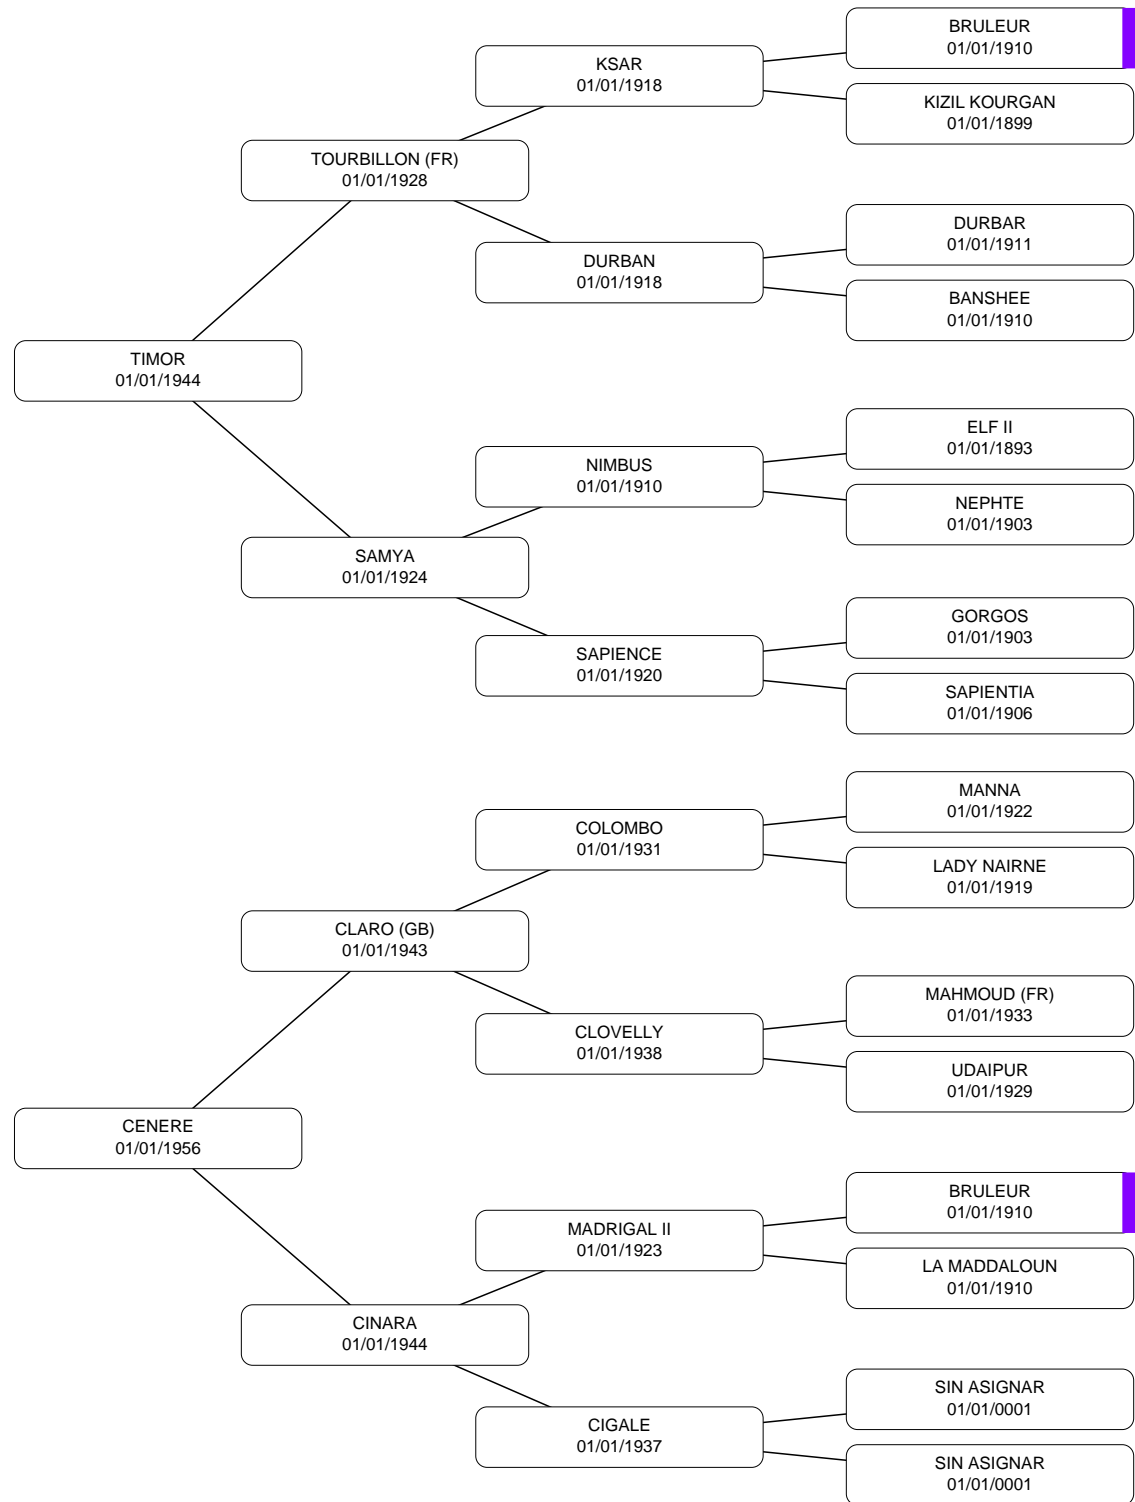 BRULEUR
01/01/1910
KSAR
01/01/1918
KIZIL KOURGAN
01/01/1899
TOURBILLON (FR)
01/01/1928
DURBAR
01/01/1911
DURBAN
01/01/1918
BANSHEE
01/01/1910
TIMOR
01/01/1944
ELF II
01/01/1893
NIMBUS
01/01/1910
NEPHTE
01/01/1903
SAMYA
01/01/1924
GORGOS
01/01/1903
SAPIENCE
01/01/1920
SAPIENTIA
01/01/1906
MANNA
01/01/1922
COLOMBO
01/01/1931
LADY NAIRNE
01/01/1919
CLARO (GB)
01/01/1943
MAHMOUD (FR)
01/01/1933
CLOVELLY
01/01/1938
UDAIPUR
01/01/1929
CENERE
01/01/1956
BRULEUR
01/01/1910
MADRIGAL II
01/01/1923
LA MADDALOUN
01/01/1910
CINARA
01/01/1944
SIN ASIGNAR
01/01/0001
CIGALE
01/01/1937
SIN ASIGNAR
01/01/0001